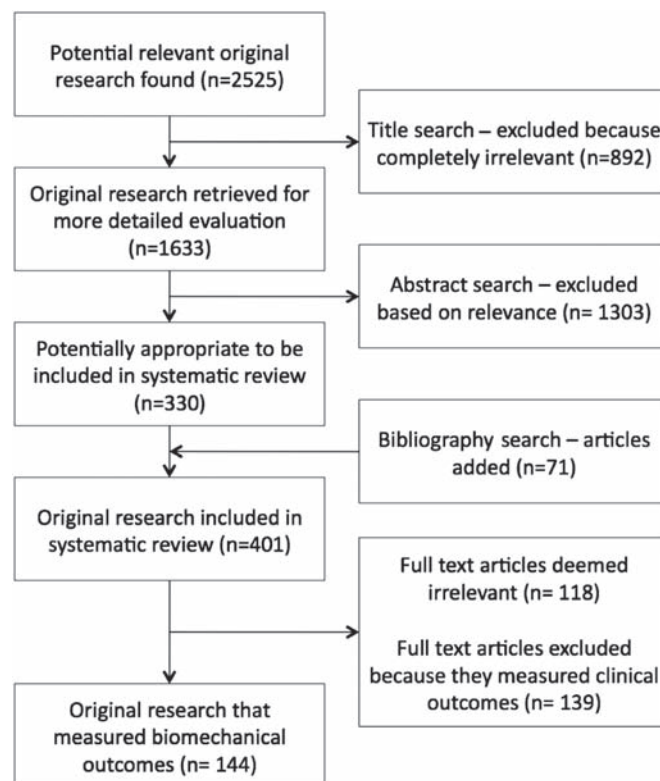 Potential relevant original
research found (n=2525)
Title search – excluded because
completely irrelevant (n=892)
Original research retrieved for
more detailed evaluation
(n=1633)
Abstract search – excluded
based on relevance (n= 1303)
Potentially appropriate to be
included in systematic review
(n=330)
Bibliography search – articles
added (n=71)
Original research included in
systematic review (n=401)
Full text articles deemed
irrelevant (n= 118)
Full text articles excluded
because they measured clinical
outcomes (n= 139)
Original research that
measured biomechanical
outcomes (n= 144)